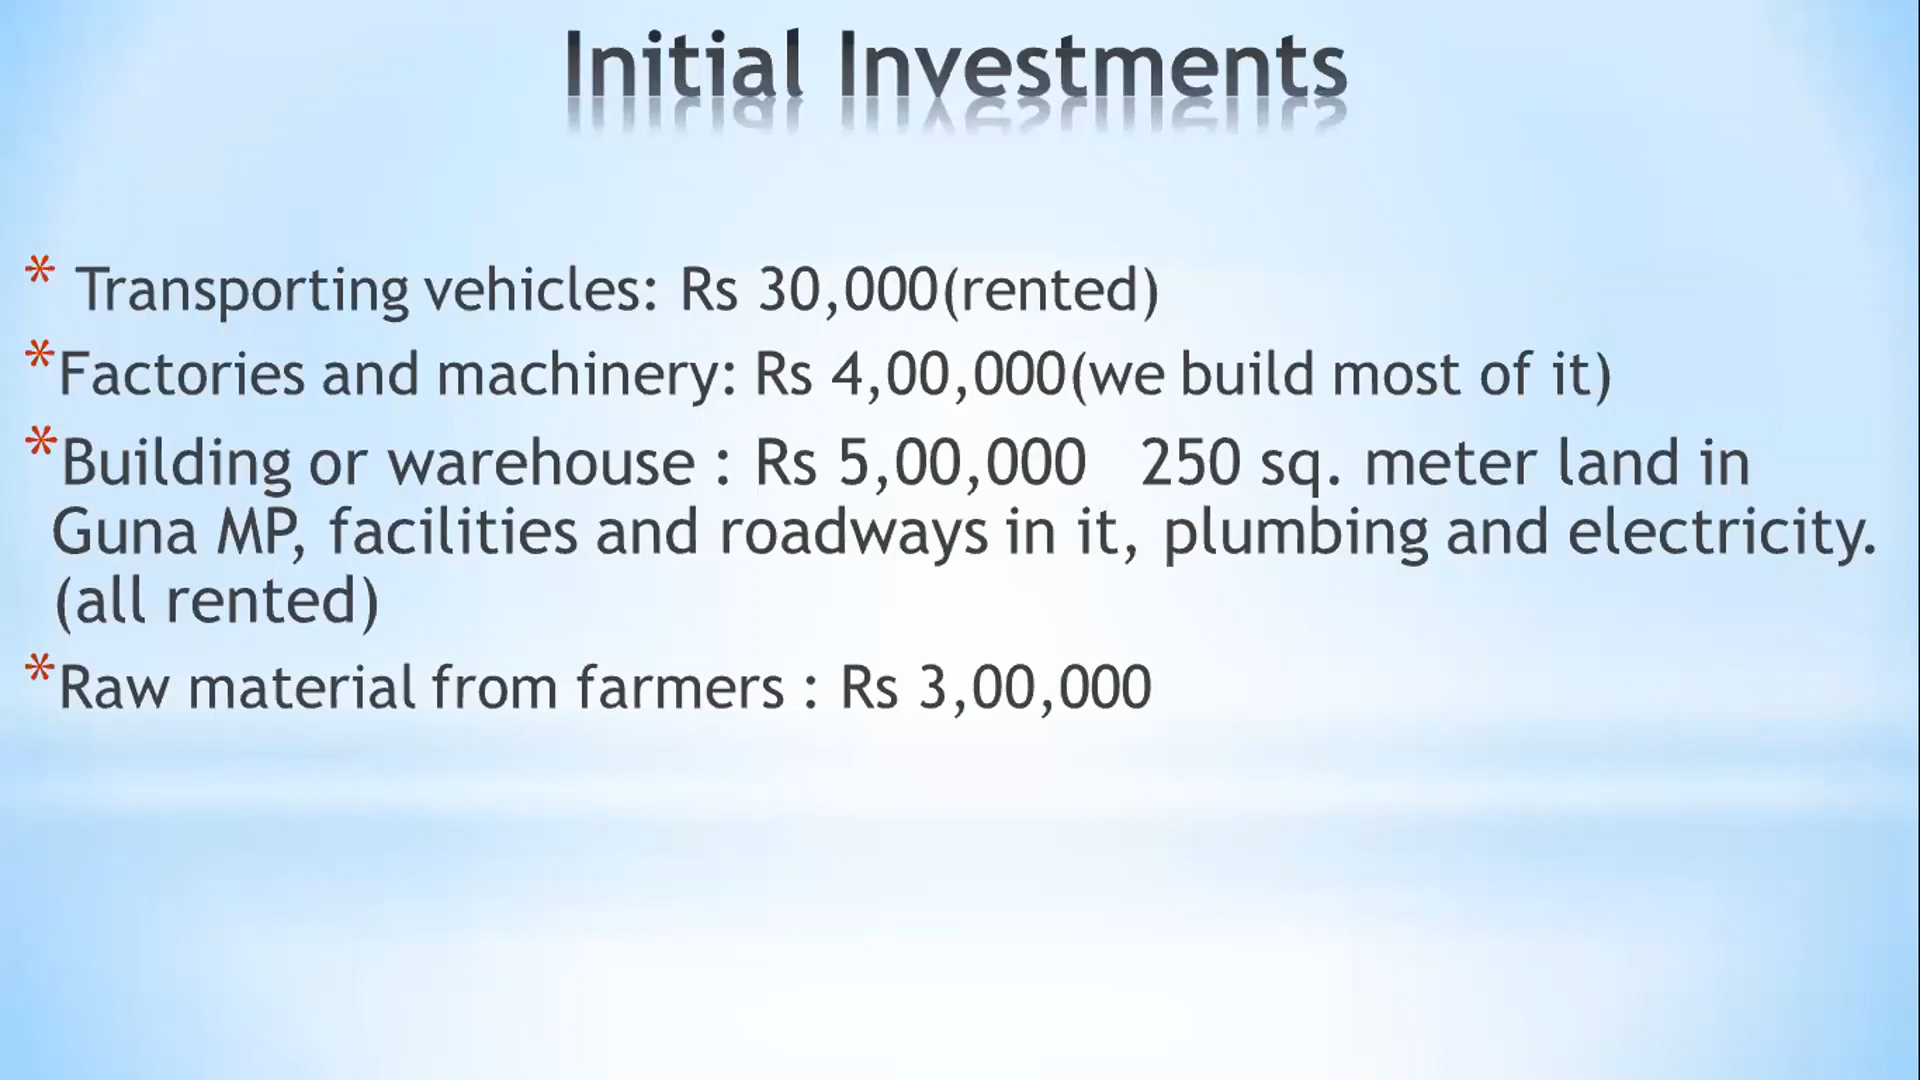 Initial Investments
* Transporting vehicles: Rs 30,000(rented)
*Factories and machinery: Rs 4,00,000(we build most of it)
*Building or warehouse : Rs 5,00,000   250 sq. meter land in
Guna MP, facilities and roadways in it, plumbing and electricity.
(all rented)
*Raw material from farmers : Rs 3,00,000